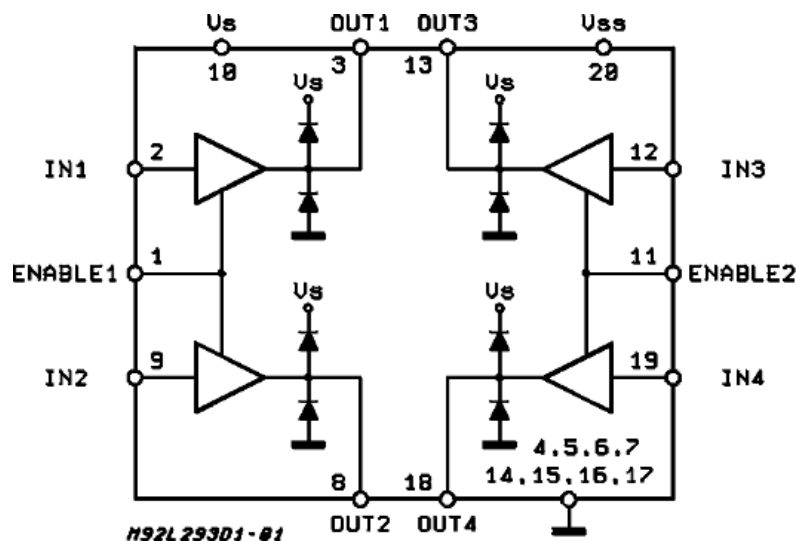 Vs OUT1 OUT3 Vss
10 3 13 20
Vs Vs
IN1 2 12 IN3
ENABLE1 1 11 ENABLE2
Vs Vs
IN2 9 19 IN4
4.5.6.7
8 18 14.15.16.17
OUT2 OUT4
M92L293D1-01